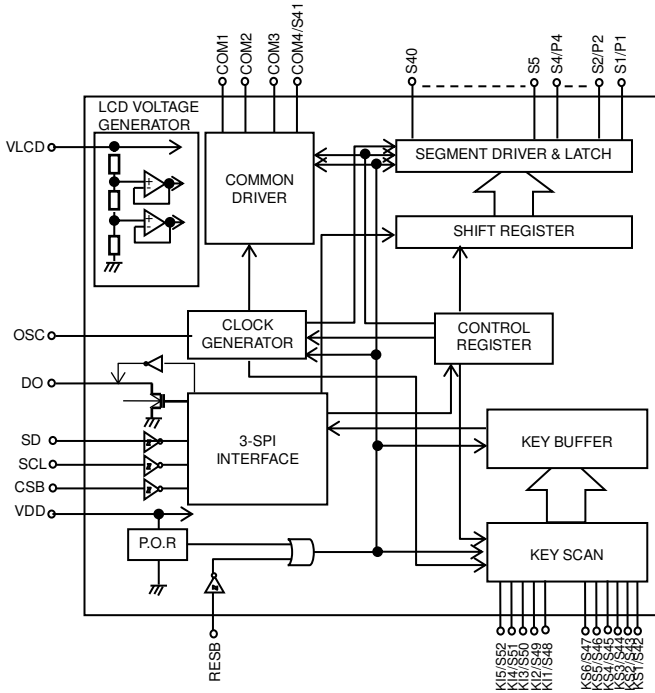 COM1
COM2
COM3
COM4/S41
S40
S5
S4/P4
S2/P2
S1/P1
LCD VOLTAGE
GENERATOR
VLCD
COMMON
DRIVER
SEGMENT DRIVER & LATCH
SHIFT REGISTER
OSC
CLOCK
GENERATOR
CONTROL
REGISTER
DO
SD
SCL
CSB
VDD
3-SPI
INTERFACE
KEY BUFFER
P.O.R
KEY SCAN
RESB
KI5/S52
KI4/S51
KI3/S50
KI2/S49
KI1/S48
KS6/S47
KS5/S46
KS4/S45
KS3/S44
KS2/S43
KS1/S42